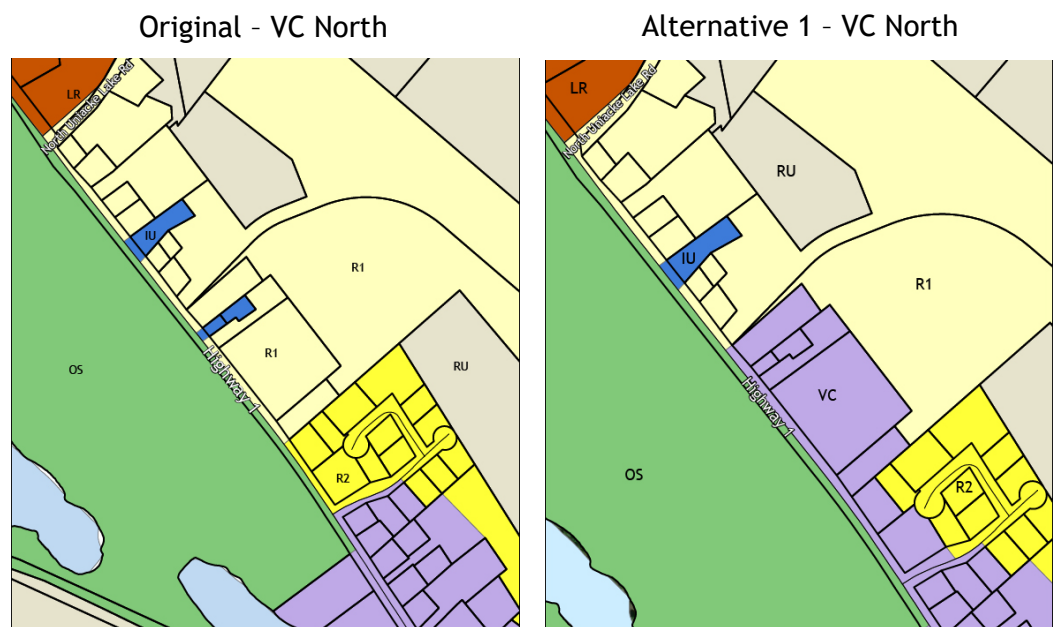 Original – VC North
Alternative 1 – VC North
LR
North Uniacke Lake Rd
IU
R1
R1
Highway 1
OS
RU
R2
LR
North Uniacke Lake Rd
RU
IU
R1
VC
Highway 1
OS
R2